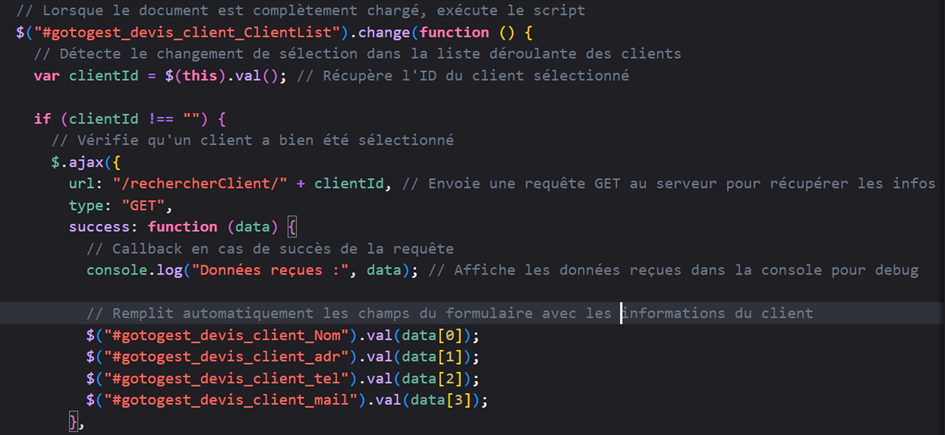 // Lorsque le document est complètement chargé, exécute le script
$("#gotogest_devis_client_ClientList").change(function () {
// Détecte le changement de sélection dans la liste déroulante des clients
var clientId = $(this).val(); // Récupère l'ID du client sélectionné
if (clientId !== "") {
// Vérifie qu'un client a bien été sélectionné
$.ajax({
url: "/rechercherClient/" + clientId, // Envoie une requête GET au serveur pour récupérer les infos
type: "GET",
success: function (data) {
// Callback en cas de succès de la requête
console.log("Données reçues :", data); // Affiche les données reçues dans la console pour debug
// Remplit automatiquement les champs du formulaire avec les informations du client
$("#gotogest_devis_client_Nom").val(data[0]);
$("#gotogest_devis_client_adr").val(data[1]);
$("#gotogest_devis_client_tel").val(data[2]);
$("#gotogest_devis_client_mail").val(data[3]);
},